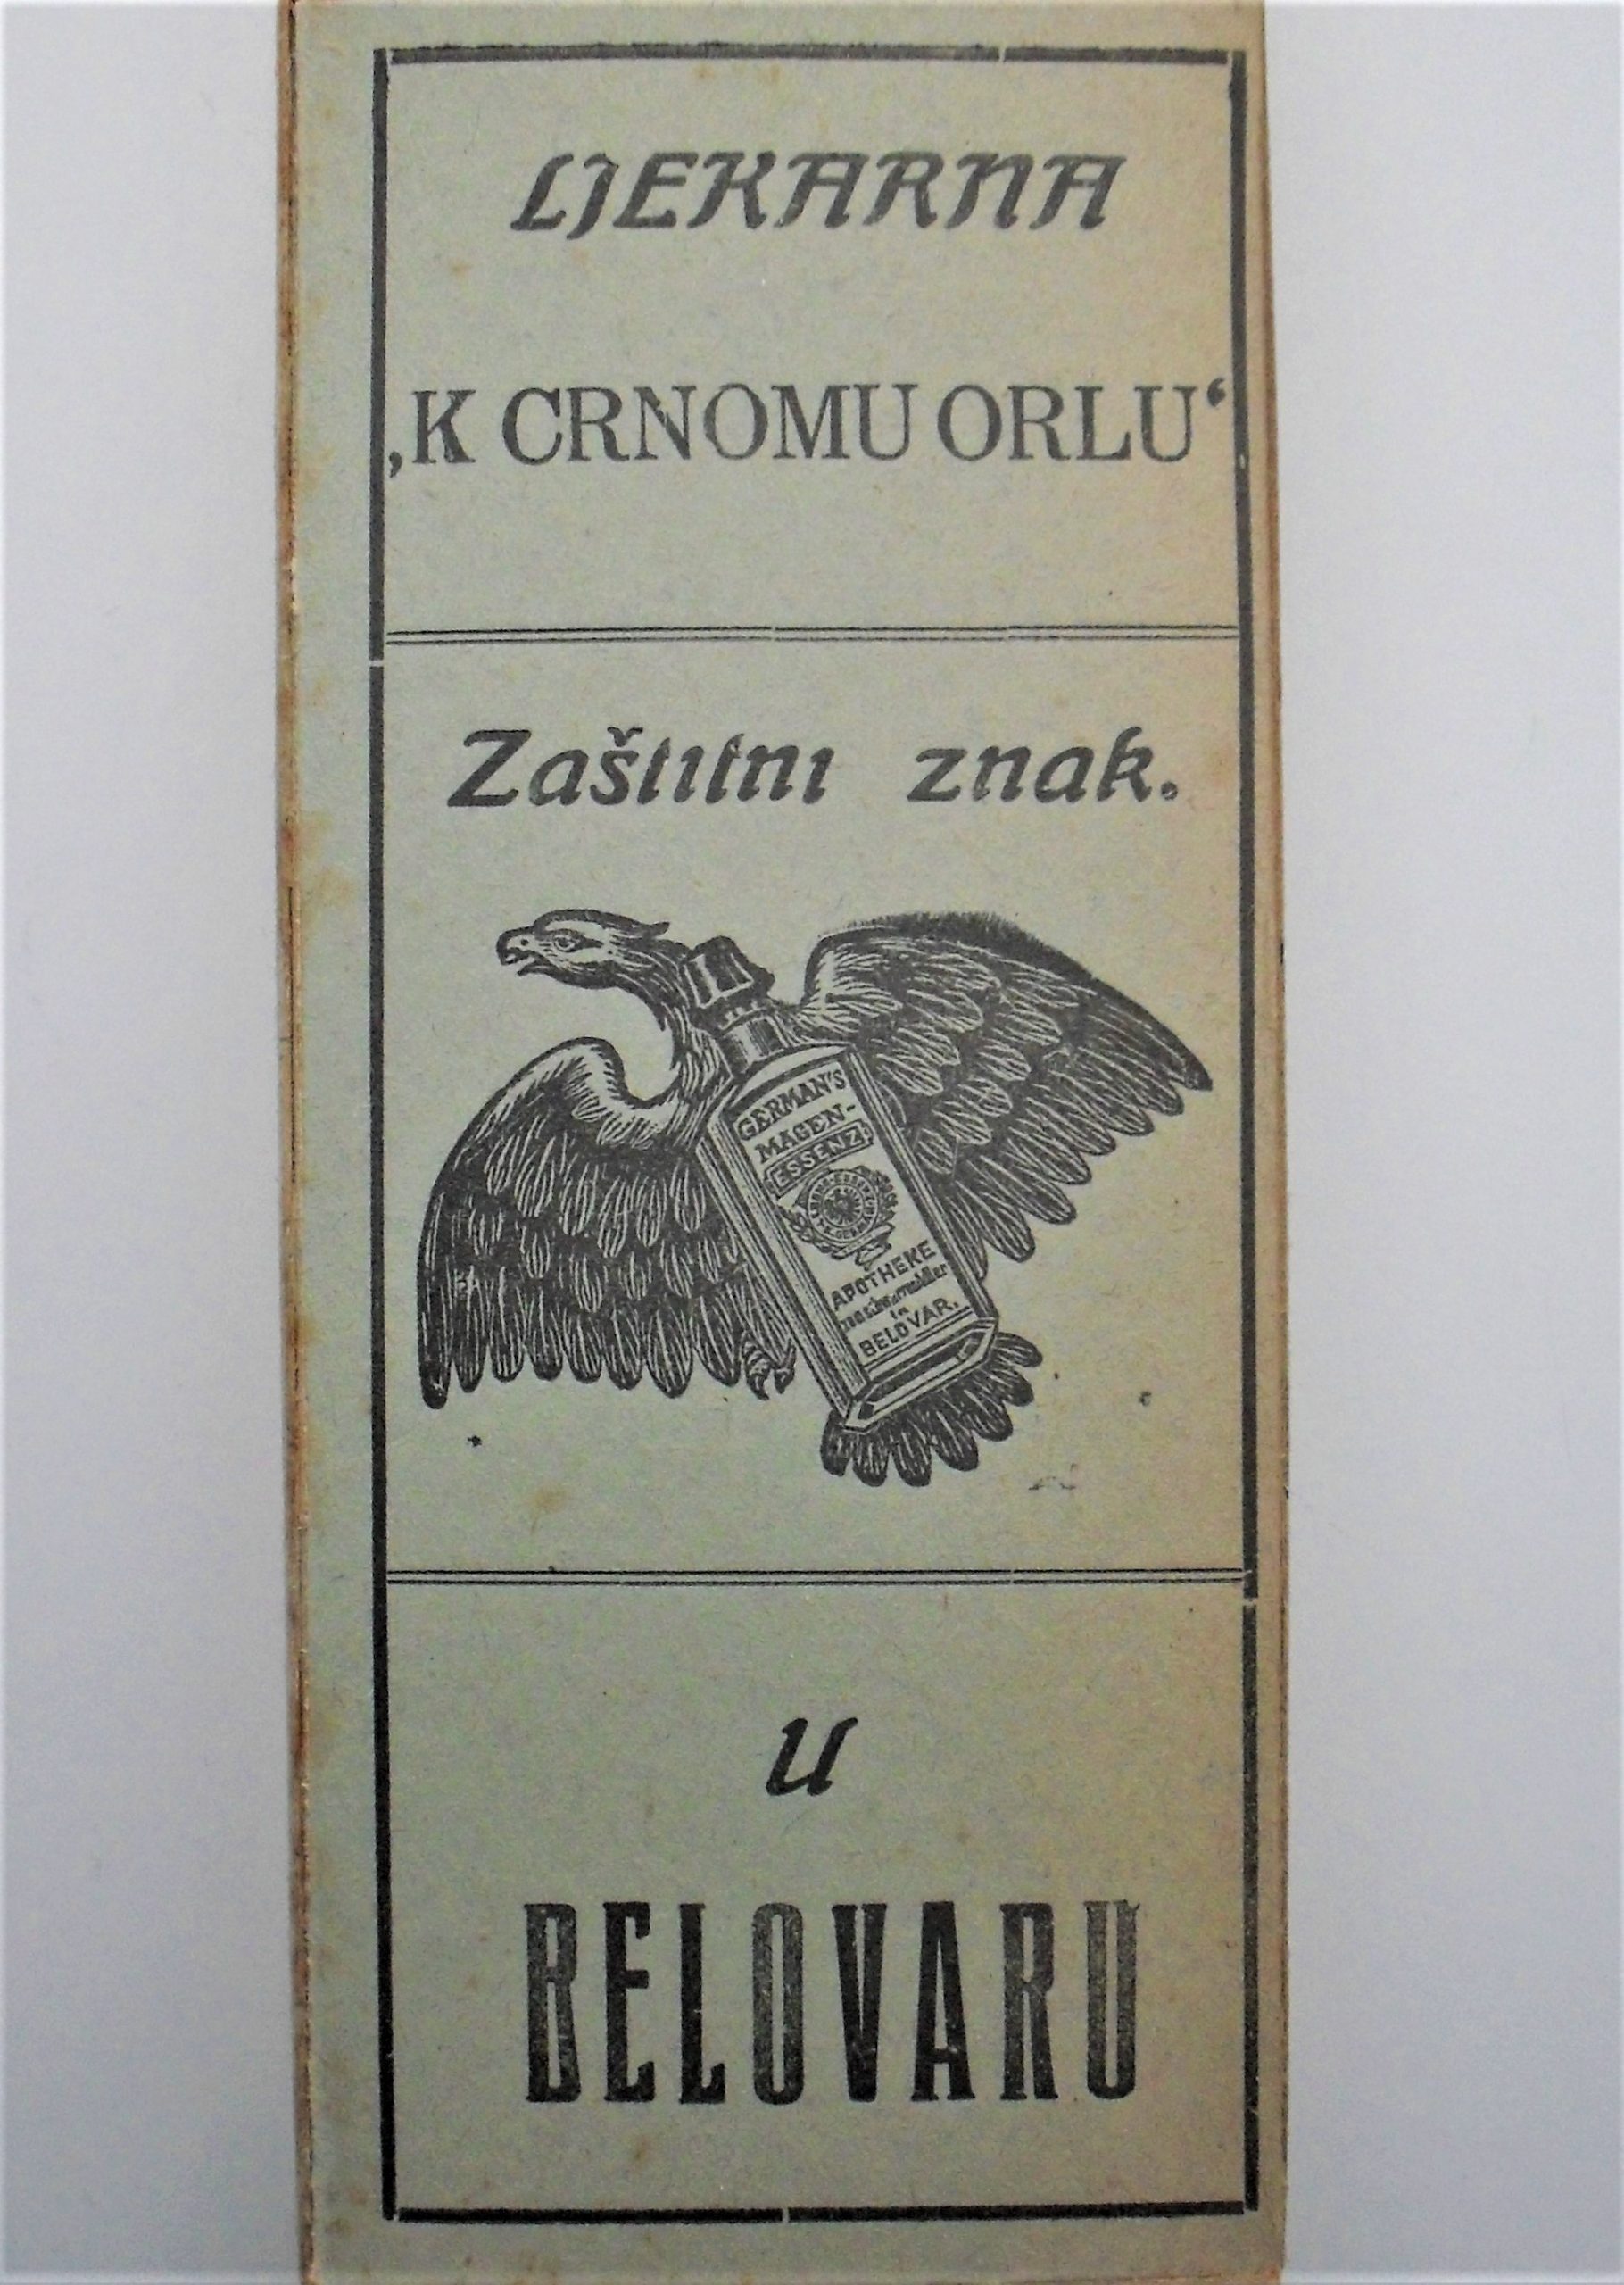 LJEKARNA
‚K CRNOMU ORLU‘
Zaštitni znak.
GERMAN'S
MAGEN-
ESSENZ
APOTHEKE
in
BELOVAR.
u
BELOVARU